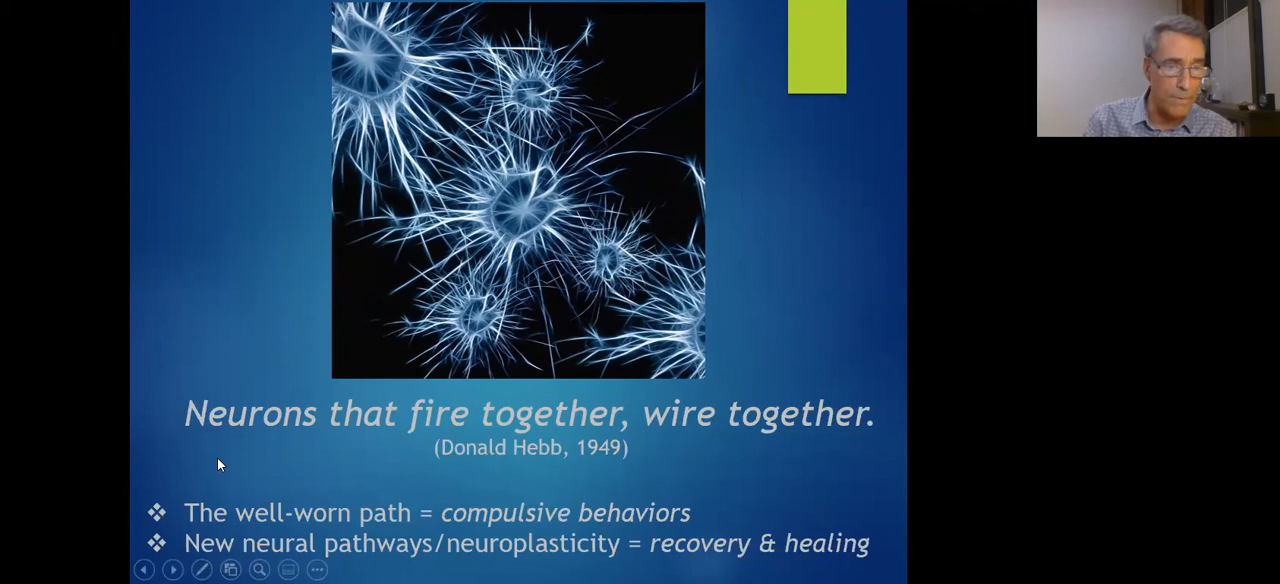 Neurons that fire together, wire together.
(Donald Hebb, 1949)
The well-worn path = compulsive behaviors
New neural pathways/neuroplasticity = recovery & healing